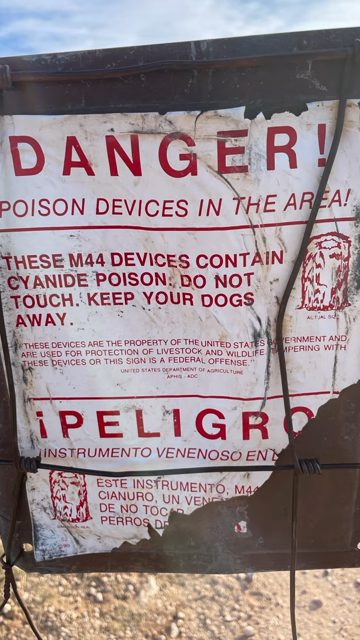 DANGER!
POISON DEVICES IN THE AREA!
THESE M44 DEVICES CONTAIN
CYANIDE POISON. DO NOT
TOUCH. KEEP YOUR DOGS
AWAY.
ACTUAL
"THESE DEVICES ARE THE PROPERTY OF THE UNITED STATES GOVERNMENT AND
ARE USED FOR PROTECTION OF LIVESTOCK AND WILDLIFE. TAMPERING WITH
THESE DEVICES OR THIS SIGN IS A FEDERAL OFFENSE."
UNITED STATES DEPARTMENT OF AGRICULTURE
APHIS - ADC
¡PELIGRO
INSTRUMENTO VENENOSO EN
ESTE INSTRUMENTO, M44
CIANURO, UN VENE
DE NO TOC
PERROS DE